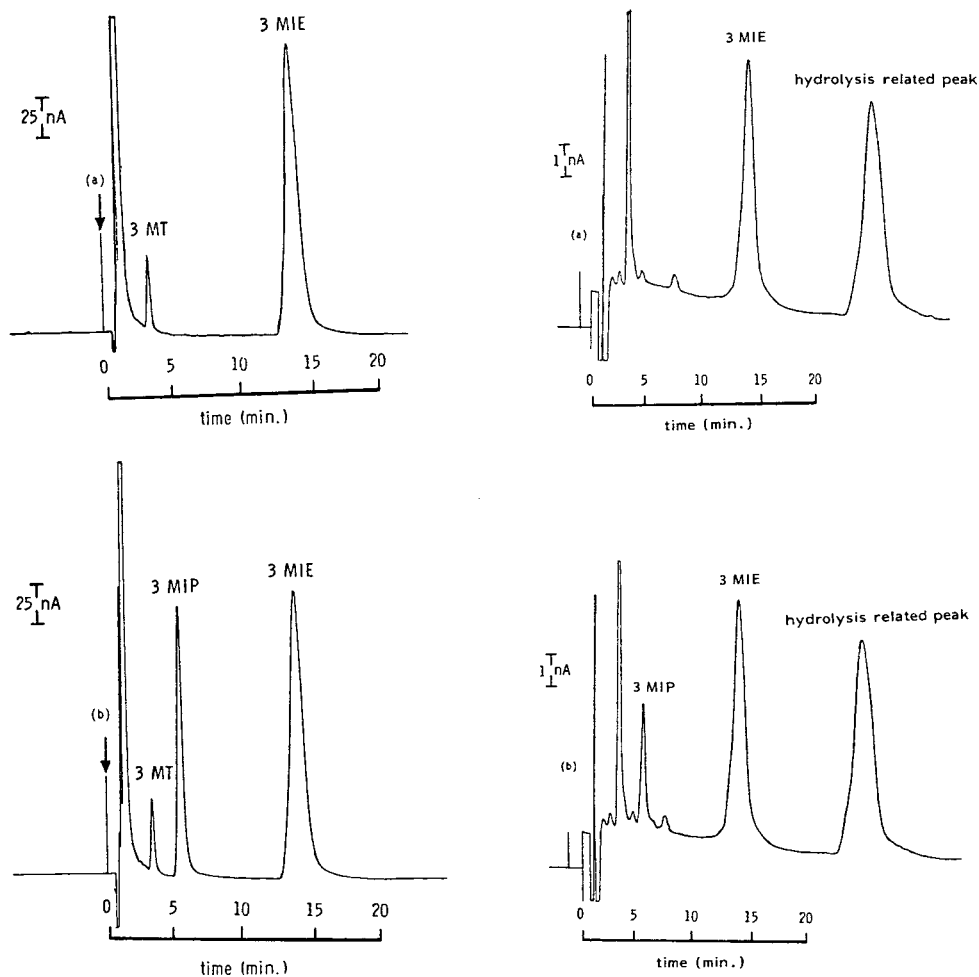 3 MIE
25 nA
(a)
3 MT
0 5 10 15 20
time (min.)
3 MIE
hydrolysis related peak
1 nA
(a)
0 5 10 15 20
time (min.)
3 MIP
3 MIE
25 nA
(b)
3 MT
0 5 10 15 20
time (min.)
3 MIE
hydrolysis related peak
1 nA
3 MIP
(b)
0 5 10 15 20
time (min.)